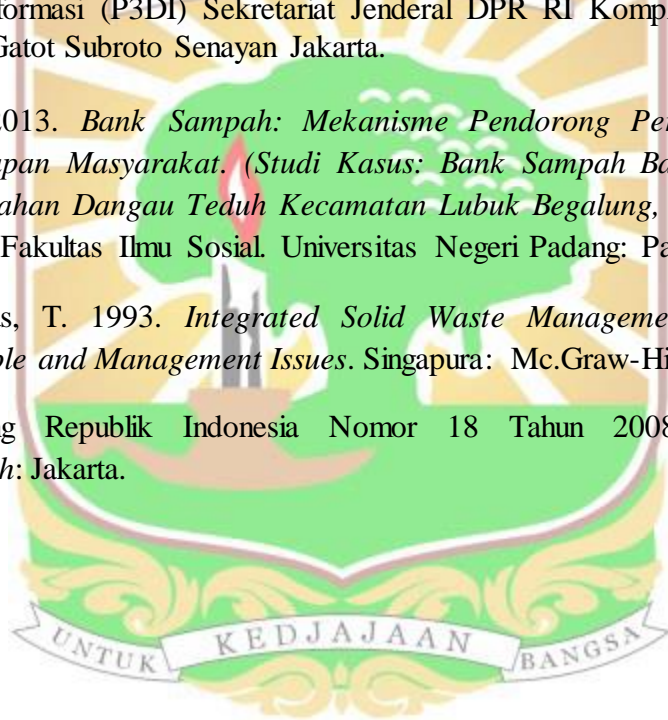 formasi (P3DI) Sekretariat Jenderal DPR RI Komp
Gatot Subroto Senayan Jakarta.
2013. Bank Sampah: Mekanisme Pendorong Per
apan Masyarakat. (Studi Kasus: Bank Sampah Ba
ahan Dangau Teduh Kecamatan Lubuk Begalung,
Fakultas Ilmu Sosial. Universitas Negeri Padang: Pa
s, T. 1993. Integrated Solid Waste Manageme
ple and Management Issues. Singapura: Mc.Graw-Hi
ng Republik Indonesia Nomor 18 Tahun 2008
h: Jakarta.
UNTUK KEDJAJAAN BANGSA